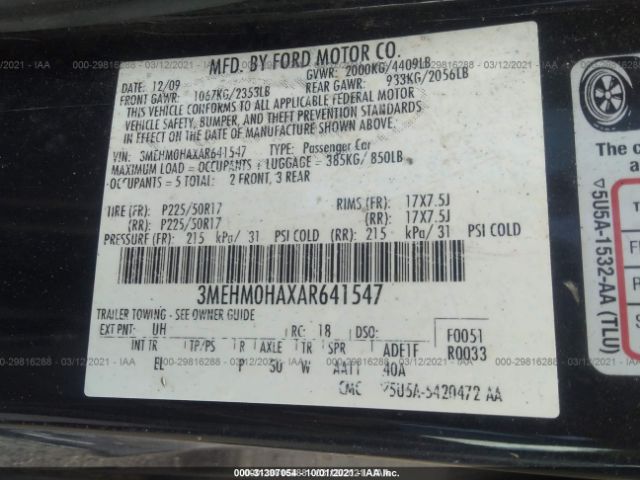 MFD. BY FORD MOTOR CO.
DATE: 12/09 GVWR: 2000KG/4409LB
FRONT GAWR: 1067KG/2353LB REAR GAWR: 933KG/2056LB
THIS VEHICLE CONFORMS TO ALL APPLICABLE FEDERAL MOTOR
VEHICLE SAFETY, BUMPER, AND THEFT PREVENTION STANDARDS
IN EFFECT ON THE DATE OF MANUFACTURE SHOWN ABOVE.
VIN: 3MEHM0HAXAR641547 TYPE: Passenger Car
MAXIMUM LOAD = OCCUPANTS + LUGGAGE = 385KG/ 850LB
OCCUPANTS = 5 TOTAL: 2 FRONT, 3 REAR
TIRE (FR): P225/50R17 RIMS (FR): 17X7.5J
(RR): P225/50R17 (RR): 17X7.5J
PRESSURE (FR): 215 kPa/ 31 PSI COLD (RR): 215 kPa/ 31 PSI COLD
3MEHM0HAXAR641547
TRAILER TOWING - SEE OWNER GUIDE
EXT PNT: UH RC: 18 DSO: F0051
INT TR TP/PS R AXLE TR SPR ADE1F R0033
EL P 50 W AATT 40A
CMC 5U5A-5420472 AA
The c
a
5U5A-1532-AA (TLU)
T
F
S
000-29816288 - 03/12/2021 - IAAI
000-31397054 - 10/01/2021 - IAA, Inc.